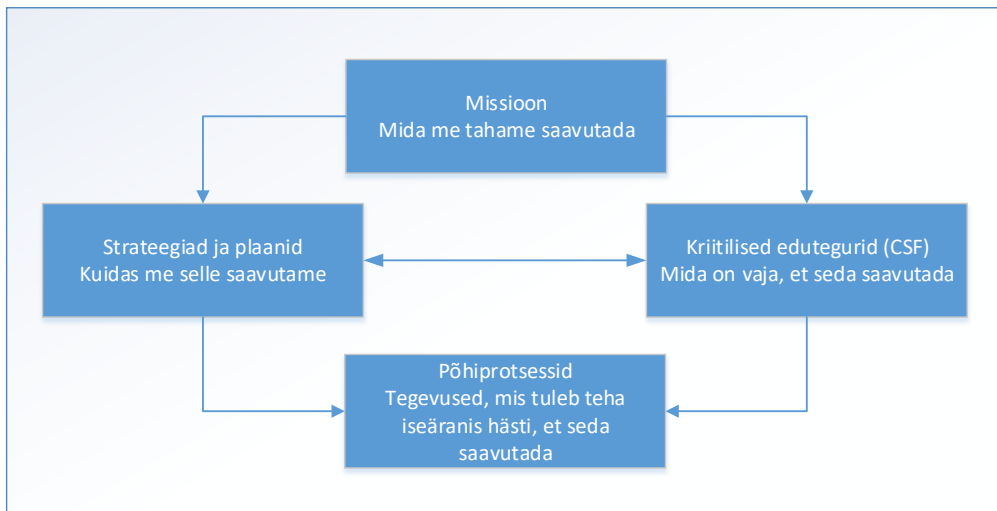 Missioon
Mida me tahame saavutada
Strateegiad ja plaanid
Kuidas me selle saavutame
Kriitilised edutegurid (CSF)
Mida on vaja, et seda saavutada
Põhiprotsessid
Tegevused, mis tuleb teha
iseäranis hästi, et seda
saavutada